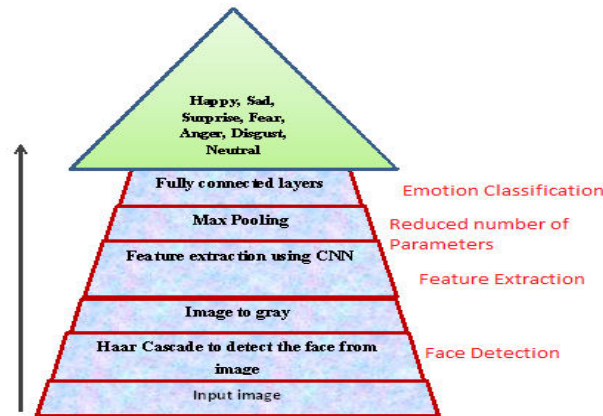 Happy, Sad,
Surprise, Fear,
Anger, Disgust,
Neutral
Fully connected layers
Emotion Classification
Max Pooling
Reduced number of
Parameters
Feature extraction using CNN
Feature Extraction
Image to gray
Haar Cascade to detect the face from
image
Face Detection
Input image